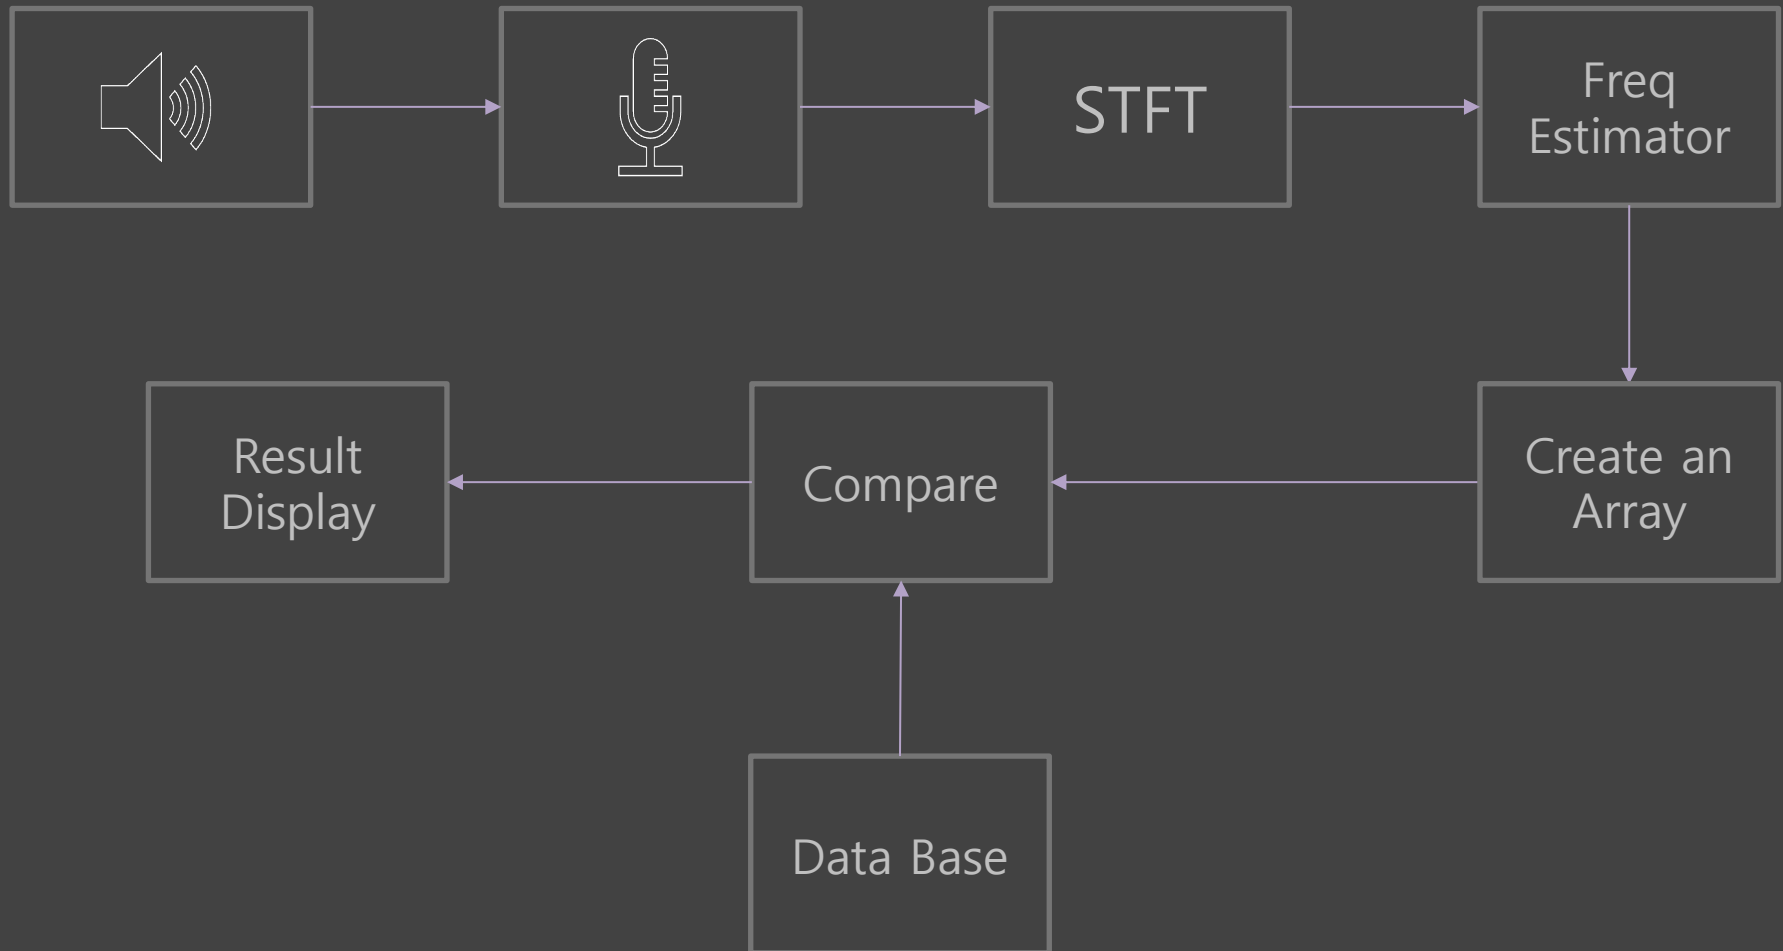 STFT
Freq
Estimator
Result
Display
Compare
Create an
Array
Data Base